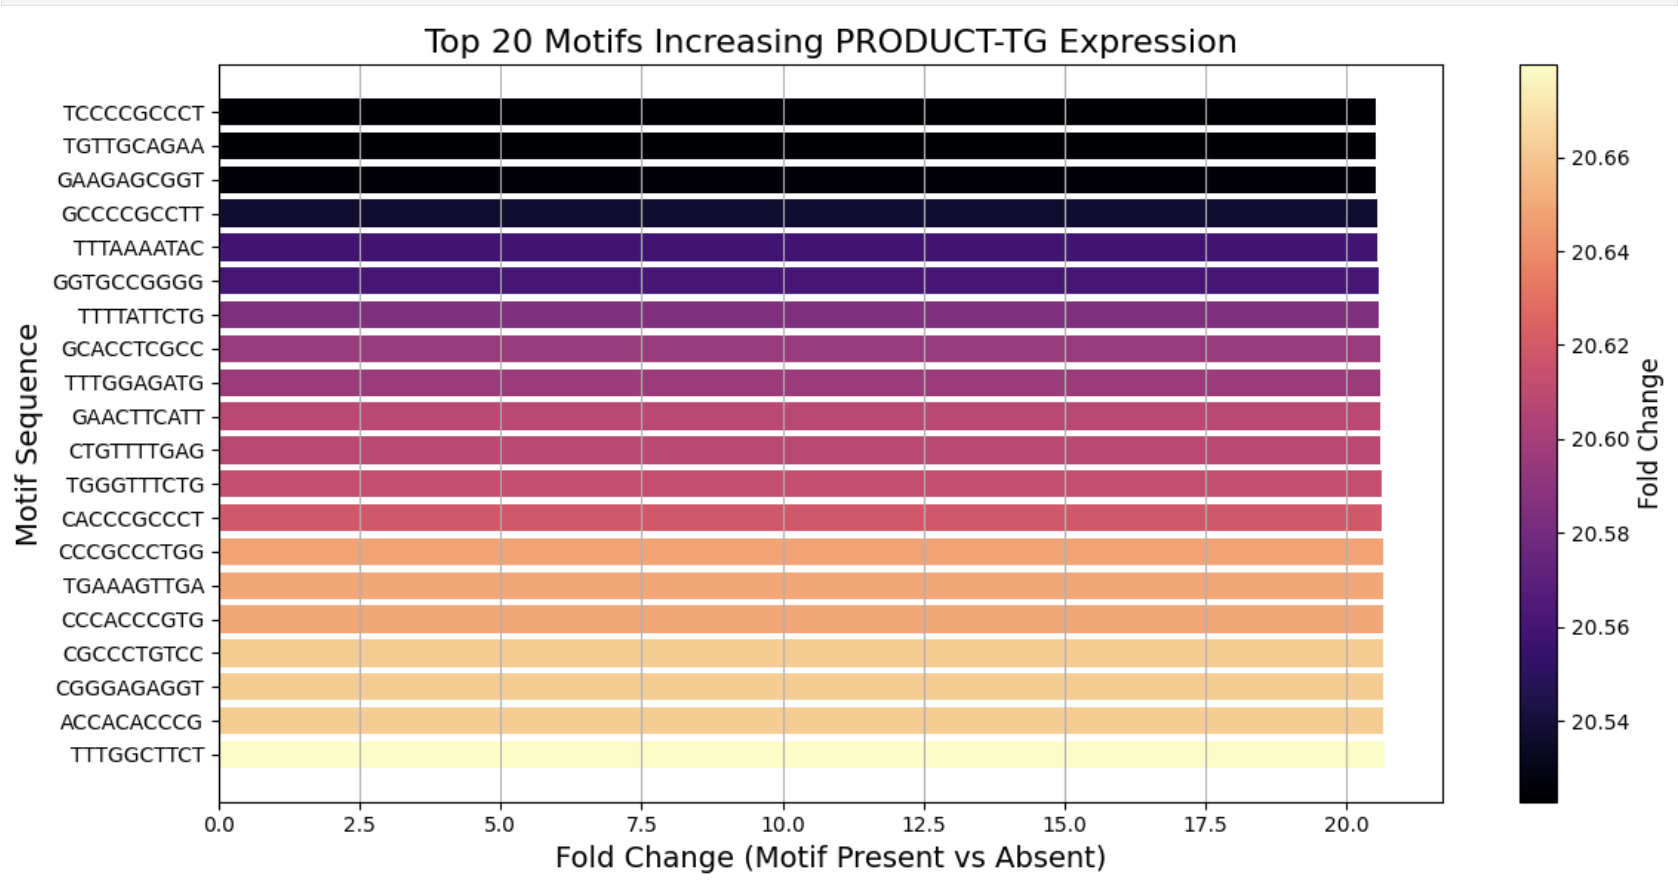 Top 20 Motifs Increasing PRODUCT-TG Expression
Motif Sequence
TCCCCGCCCT
TGTTGCAGAA
GAAGAGCGGT
GCCCCGCCTT
TTTAAAATAC
GGTGCCGGGG
TTTTATTCTG
GCACCTCGCC
TTTGGAGATG
GAACTTCATT
CTGTTTTGAG
TGGGTTTCTG
CACCCGCCCT
CCCGCCCTGG
TGAAAGTTGA
CCCACCCGTG
CGCCCTGTCC
CGGGAGAGGT
ACCACACCCG
TTTGGCTTCT
0.0 2.5 5.0 7.5 10.0 12.5 15.0 17.5 20.0
Fold Change (Motif Present vs Absent)
20.66
20.64
20.62
20.60
20.58
20.56
20.54
Fold Change